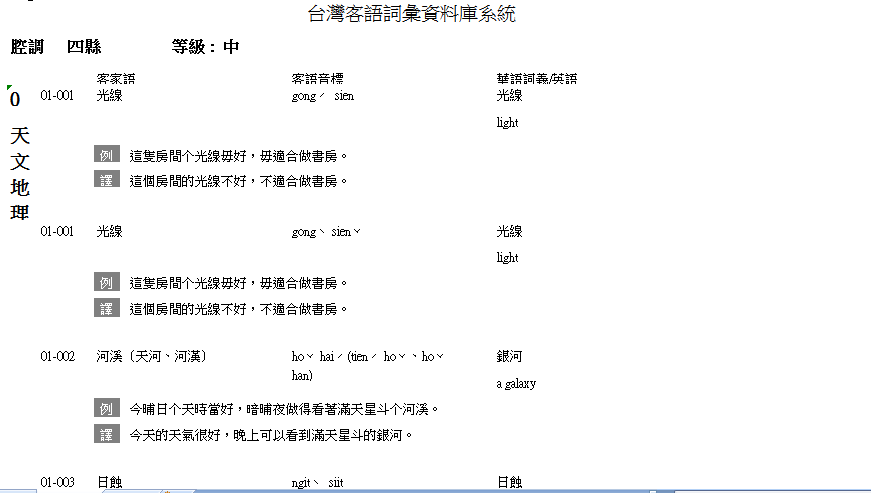 台灣客語詞彙資料庫系統
腔調 四縣 等級：中
客家語 客語音標 華語詞義/英語
0 天文地理
01-001 光線 gongˊ sien 光線
light
例 這隻房間个光線毋好，毋適合做書房。
譯 這個房間的光線不好，不適合做書房。
01-001 光線 gongˋ sienˇ 光線
light
例 這隻房間个光線毋好，毋適合做書房。
譯 這個房間的光線不好，不適合做書房。
01-002 河溪〔天河、河漢〕 hoˇ haiˊ(tienˊ hoˇ、hoˇ 銀河
han)
a galaxy
例 今晡日个天時當好，暗晡夜做得看著滿天星斗个河溪。
譯 今天的天氣很好，晚上可以看到滿天星斗的銀河。
01-003 日蝕 ngitˋ siit 日蝕